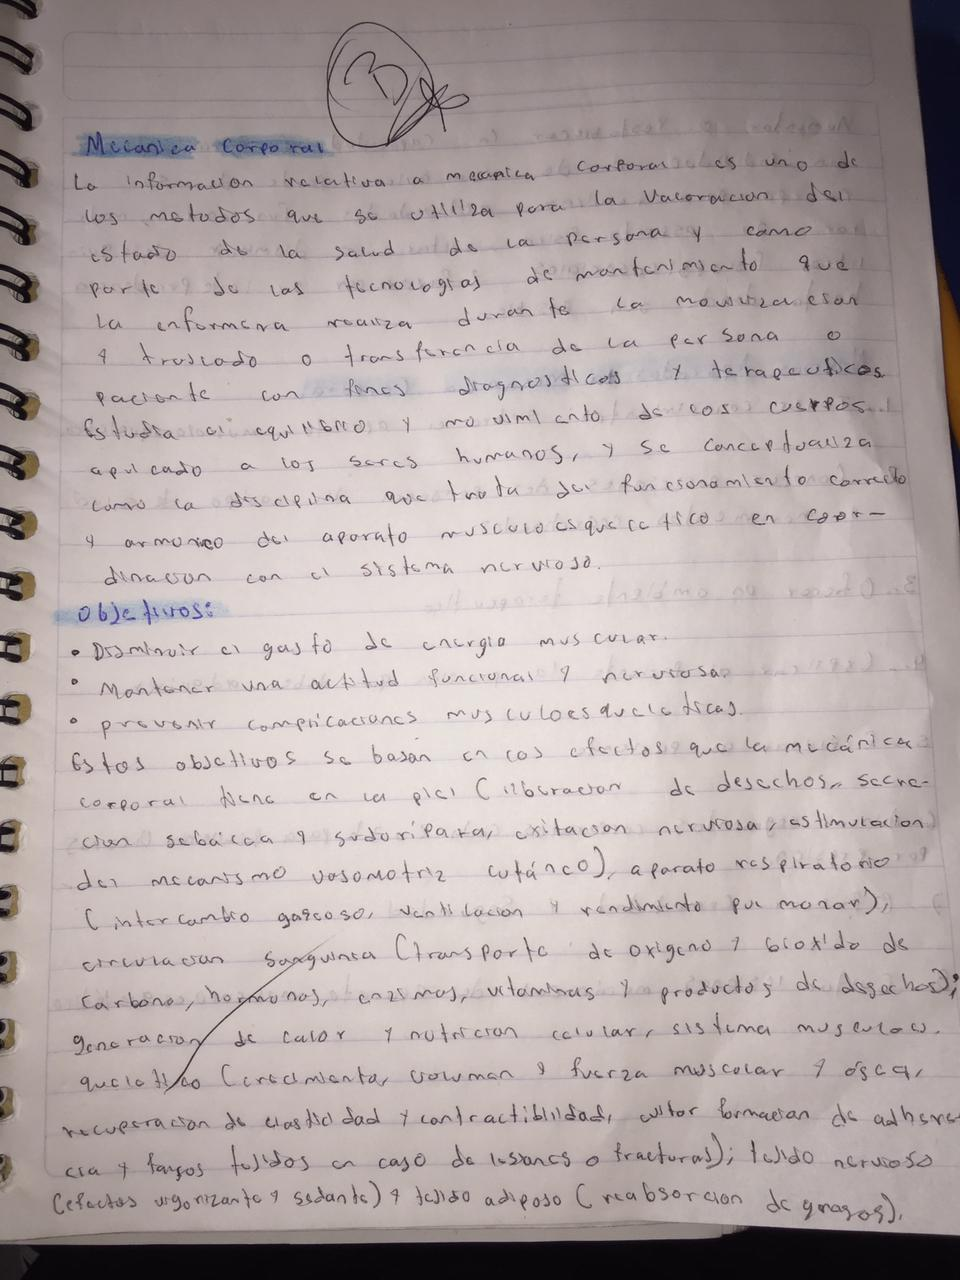 3
Mecanica Corporal
La informacion relativa a mecanica corporal es uno de
los metodos que se utiliza para la valoracion del
estado de la salud de la persona y como
parte de las tecnologias de mantenimiento que
la enfermera realiza durante la movilizacion
y traslado o transferencia de la persona o
paciente con fines diagnosticos y terapeuticos
Estudia el equilibrio y movimiento de los cuerpos
aplicado a los seres humanos, y se conceptualiza
como la disciplina que trata del funcionamiento correcto
y armonico del aparato musculoesqueletico en coor-
dinacion con el sistema nervioso.
Objetivos:
• Disminuir el gasto de energia muscular.
• Mantener una actitud funcional y nerviosa.
• prevenir complicaciones musculoesqueleticas.
Estos objetivos se basan en los efectos que la mecánica
corporal tiene en la piel (liberacion de desechos, secre-
cion sebácea y sudoripara, exitacion nerviosa, estimulacion
del mecanismo vasomotriz cutáneo), aparato respiratorio
(intercambio gaseoso, ventilacion y rendimiento pulmonar),
circulacion sanguinea (transporte de oxigeno y bioxido de
carbono, hormonas, enzimas, vitaminas y productos de desechos);
generacion de calor y nutricion celular, sistema musculoes.
queletico (crecimiento, volumen y fuerza muscular y osea,
recuperacion de elasticidad y contractibilidad, evitar formacion de adheren-
cia y tejidos en caso de lesiones o fracturas); tejido nervioso
(efectos vigorizante y sedante) y tejido adiposo (reabsorcion de grasas).